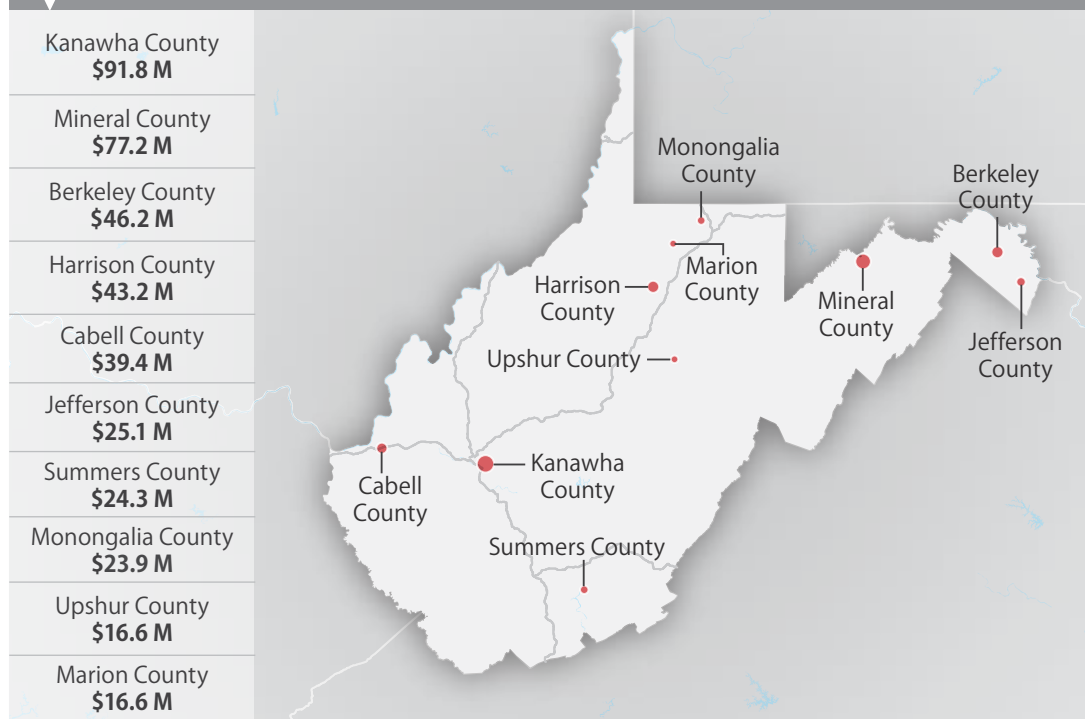 Kanawha County
$91.8 M
Mineral County
$77.2 M
Berkeley County
$46.2 M
Harrison County
$43.2 M
Cabell County
$39.4 M
Jefferson County
$25.1 M
Summers County
$24.3 M
Monongalia County
$23.9 M
Upshur County
$16.6 M
Marion County
$16.6 M
Monongalia
County
Berkeley
County
Marion
County
Harrison
County
Mineral
County
Jefferson
County
Upshur County
Kanawha
County
Cabell
County
Summers County